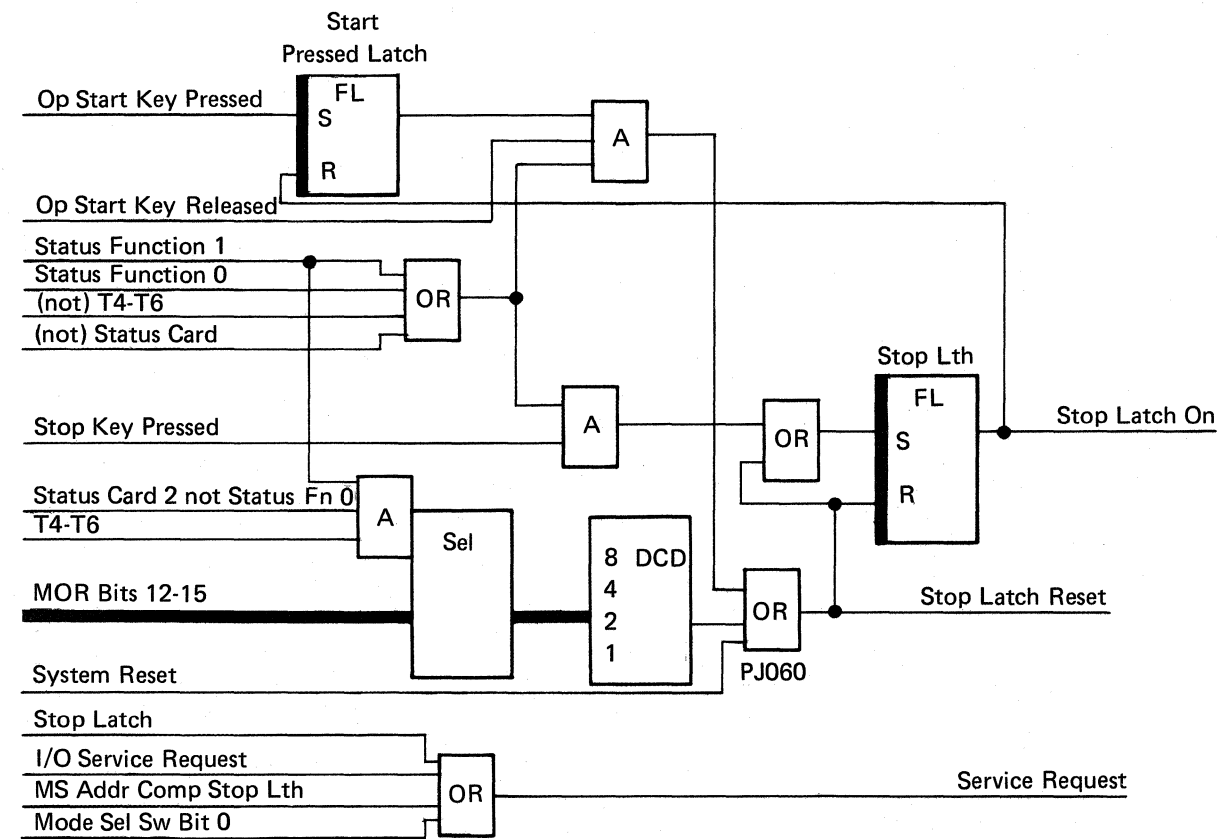 Start
Pressed Latch
FL
Op Start Key Pressed
S
A
R
Op Start Key Released
Status Function 1
Status Function 0
OR
(not) T4-T6
(not) Status Card
Stop Lth
FL
Stop Key Pressed
A
OR
S
Stop Latch On
Status Card 2 not Status Fn 0
R
A
T4-T6
Sel
8 DCD
4
MOR Bits 12-15
2
OR
Stop Latch Reset
1
System Reset
PJ060
Stop Latch
I/O Service Request
MS Addr Comp Stop Lth
OR
Service Request
Mode Sel Sw Bit 0